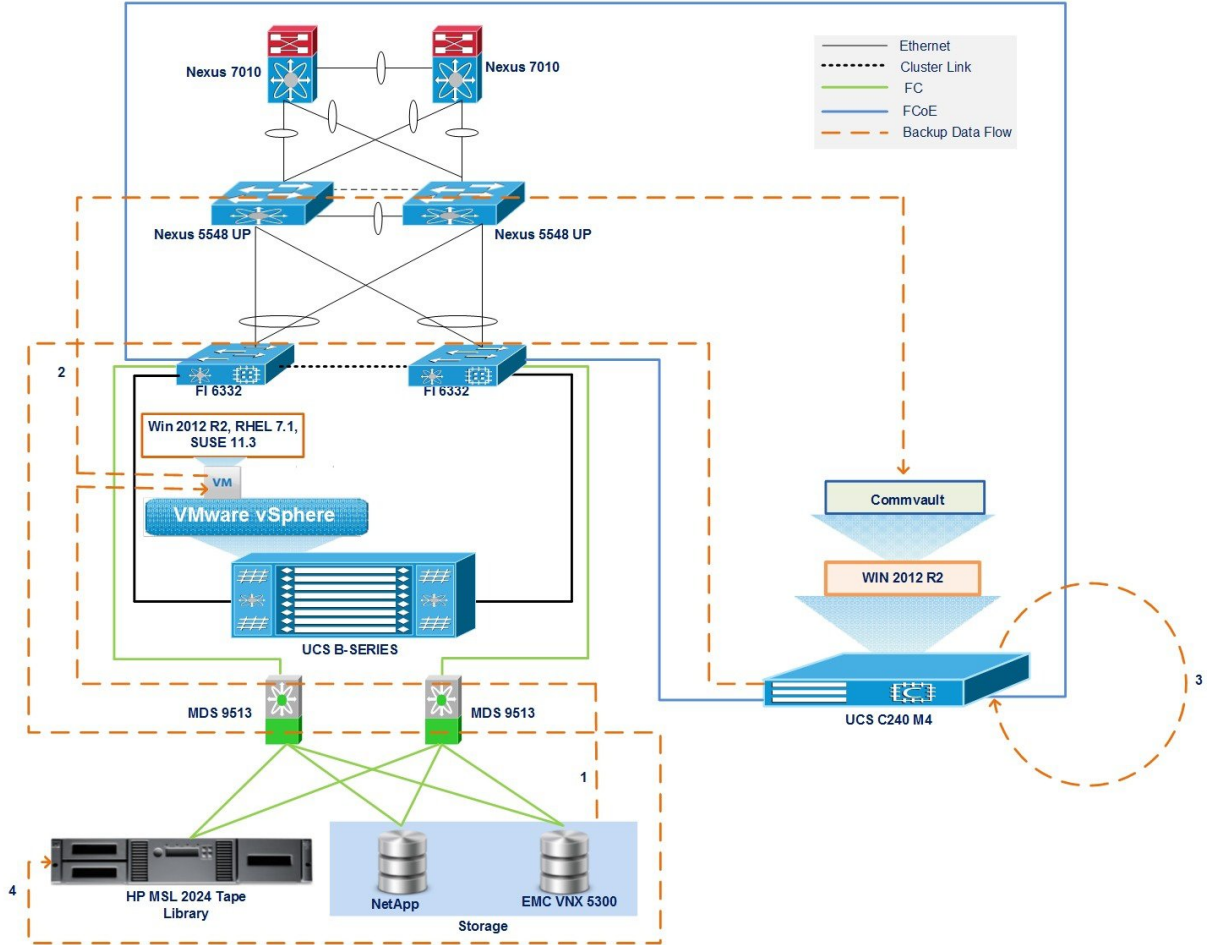 Nexus 7010
Nexus 7010
Ethernet
Cluster Link
FC
FCoE
Backup Data Flow
Nexus 5548 UP
Nexus 5548 UP
2
FI 6332
FI 6332
Win 2012 R2, RHEL 7.1,
SUSE 11.3
VM
VMware vSphere
Commvault
WIN 2012 R2
UCS B-SERIES
3
MDS 9513
MDS 9513
UCS C240 M4
1
4
HP MSL 2024 Tape
Library
NetApp
EMC VNX 5300
Storage